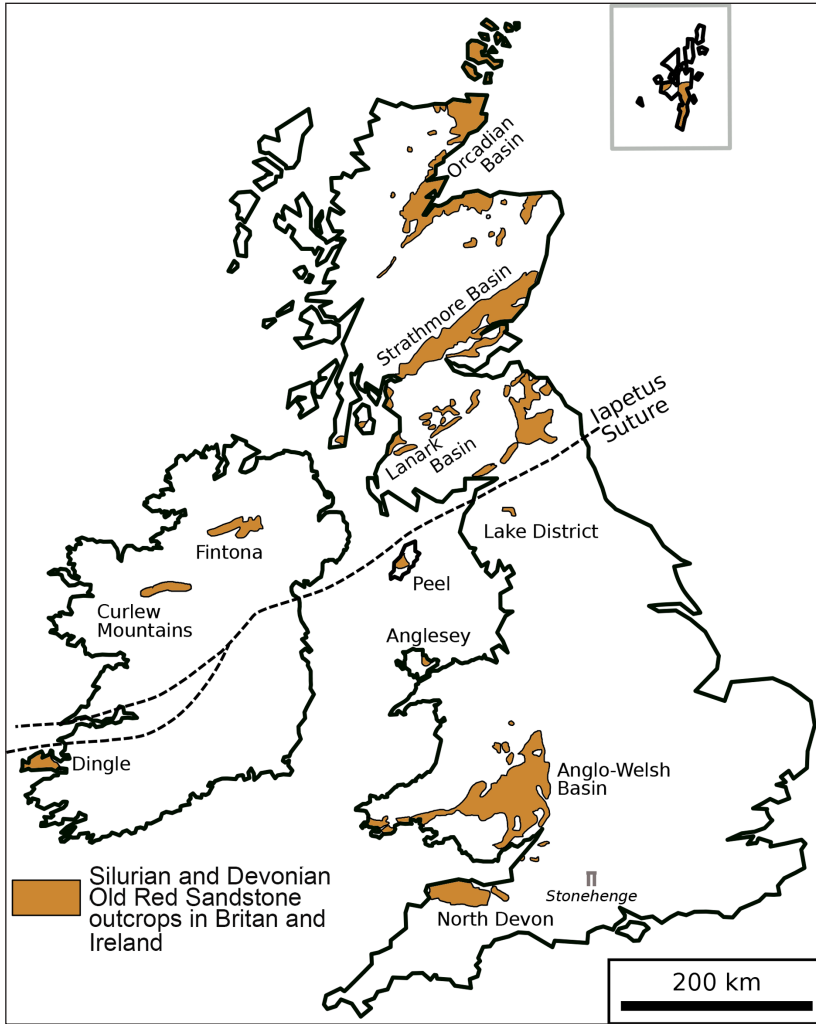 Orcadian
Basin
Strathmore Basin
Iapetus
Suture
Lanark
Basin
Lake District
Fintona
Peel
Curlew
Mountains
Anglesey
Dingle
Anglo-Welsh
Basin
Silurian and Devonian
Old Red Sandstone
outcrops in Britan and
Ireland
Stonehenge
North Devon
200 km